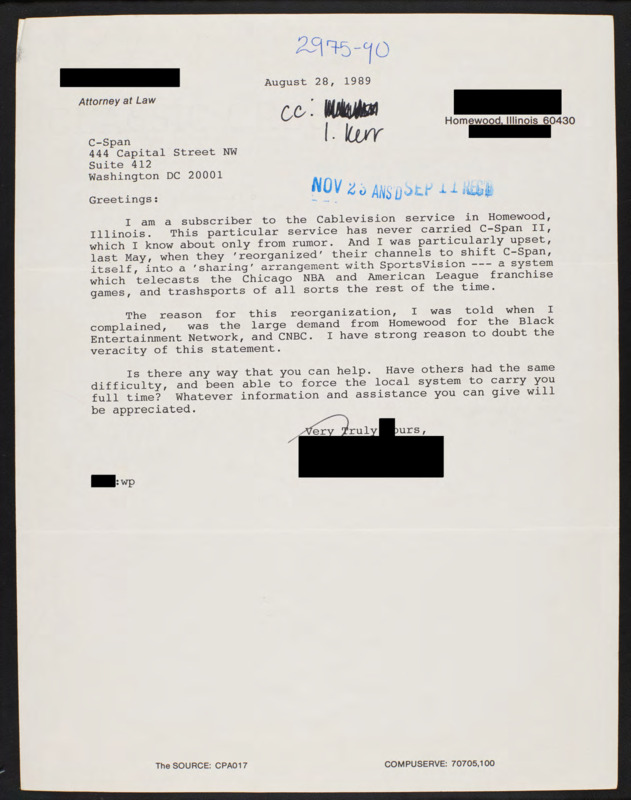 2975-90
August 28, 1989
Attorney at Law
cc:
I. Kerr
Homewood, Illinois 60430
C-Span
444 Capital Street NW
Suite 412
Washington DC 20001
NOV 23 ANS'D SEP 11 REC'D
Greetings:
I am a subscriber to the Cablevision service in Homewood,
Illinois. This particular service has never carried C-Span II,
which I know about only from rumor. And I was particularly upset,
last May, when they 'reorganized' their channels to shift C-Span,
itself, into a 'sharing' arrangement with SportsVision --- a system
which telecasts the Chicago NBA and American League franchise
games, and trashsports of all sorts the rest of the time.
The reason for this reorganization, I was told when I
complained, was the large demand from Homewood for the Black
Entertainment Network, and CNBC. I have strong reason to doubt the
veracity of this statement.
Is there any way that you can help. Have others had the same
difficulty, and been able to force the local system to carry you
full time? Whatever information and assistance you can give will
be appreciated.
Very Truly ours,
:wp
The SOURCE: CPA017
COMPUSERVE: 70705,100